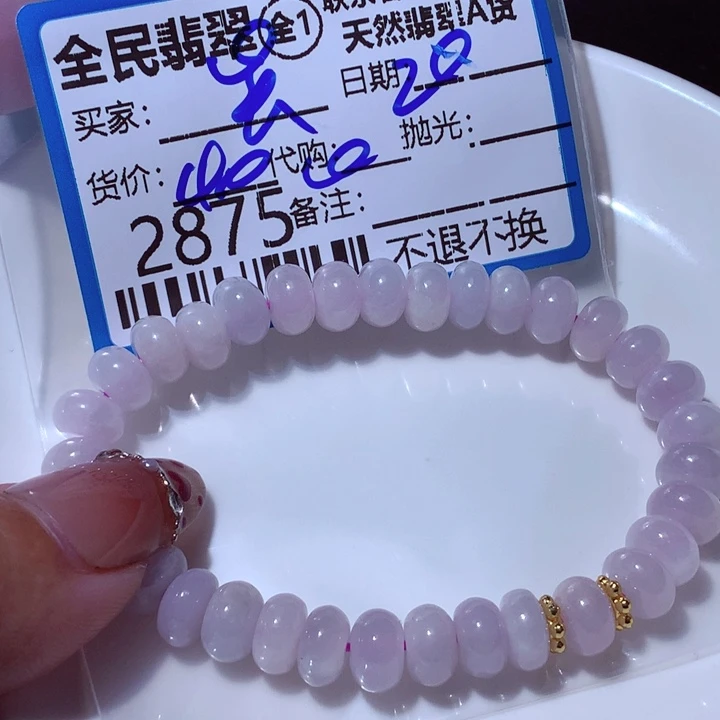 全民翡翠 全1
天然翡翠A货
买家：
日期 20
货价：
代购：
抛光：
2875
备注：
不退不换